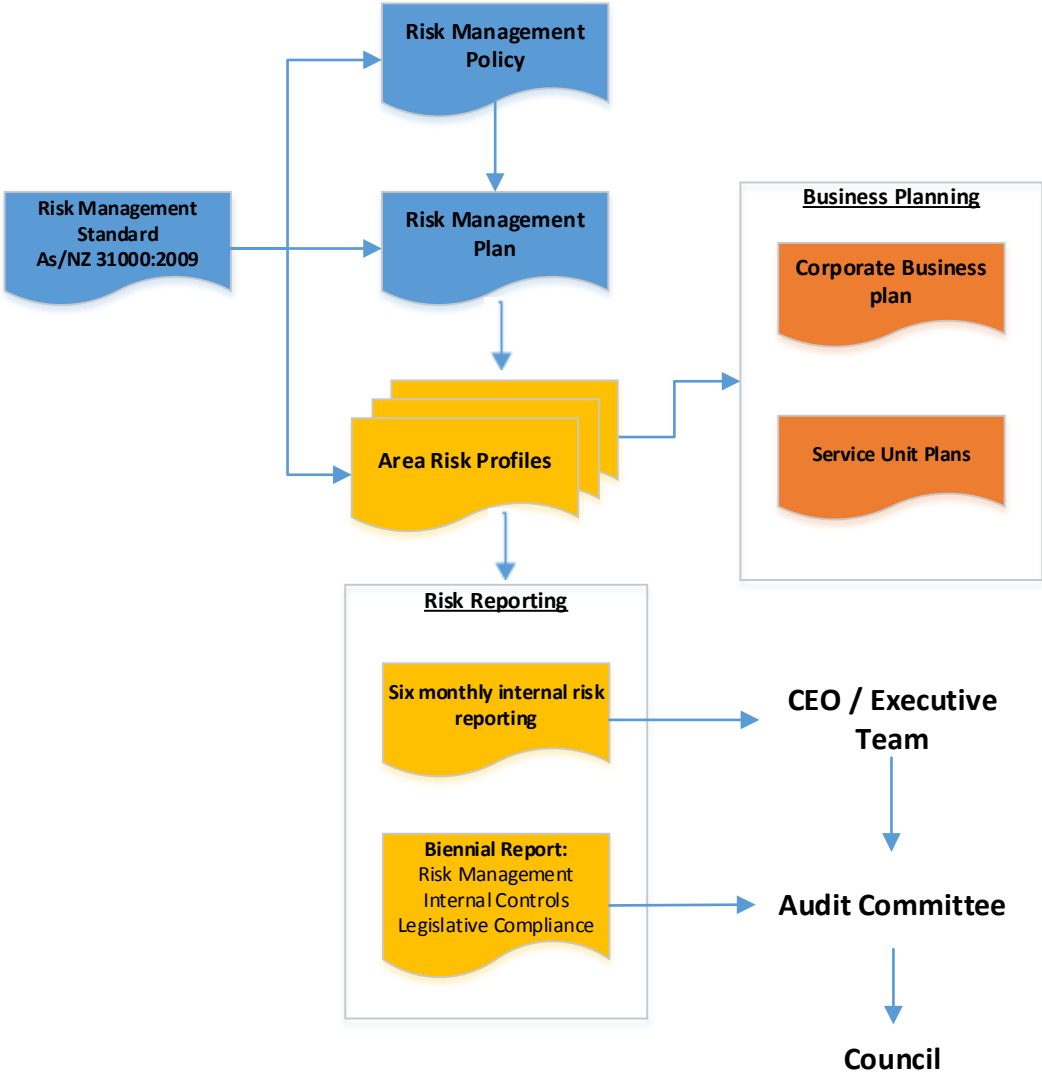 Risk Management
Policy
Risk Management
Standard
As/NZ 31000:2009
Risk Management
Plan
Business Planning
Corporate Business
plan
Service Unit Plans
Area Risk Profiles
Risk Reporting
Six monthly internal risk
reporting
CEO / Executive
Team
Biennial Report:
Risk Management
Internal Controls
Legislative Compliance
Audit Committee
Council